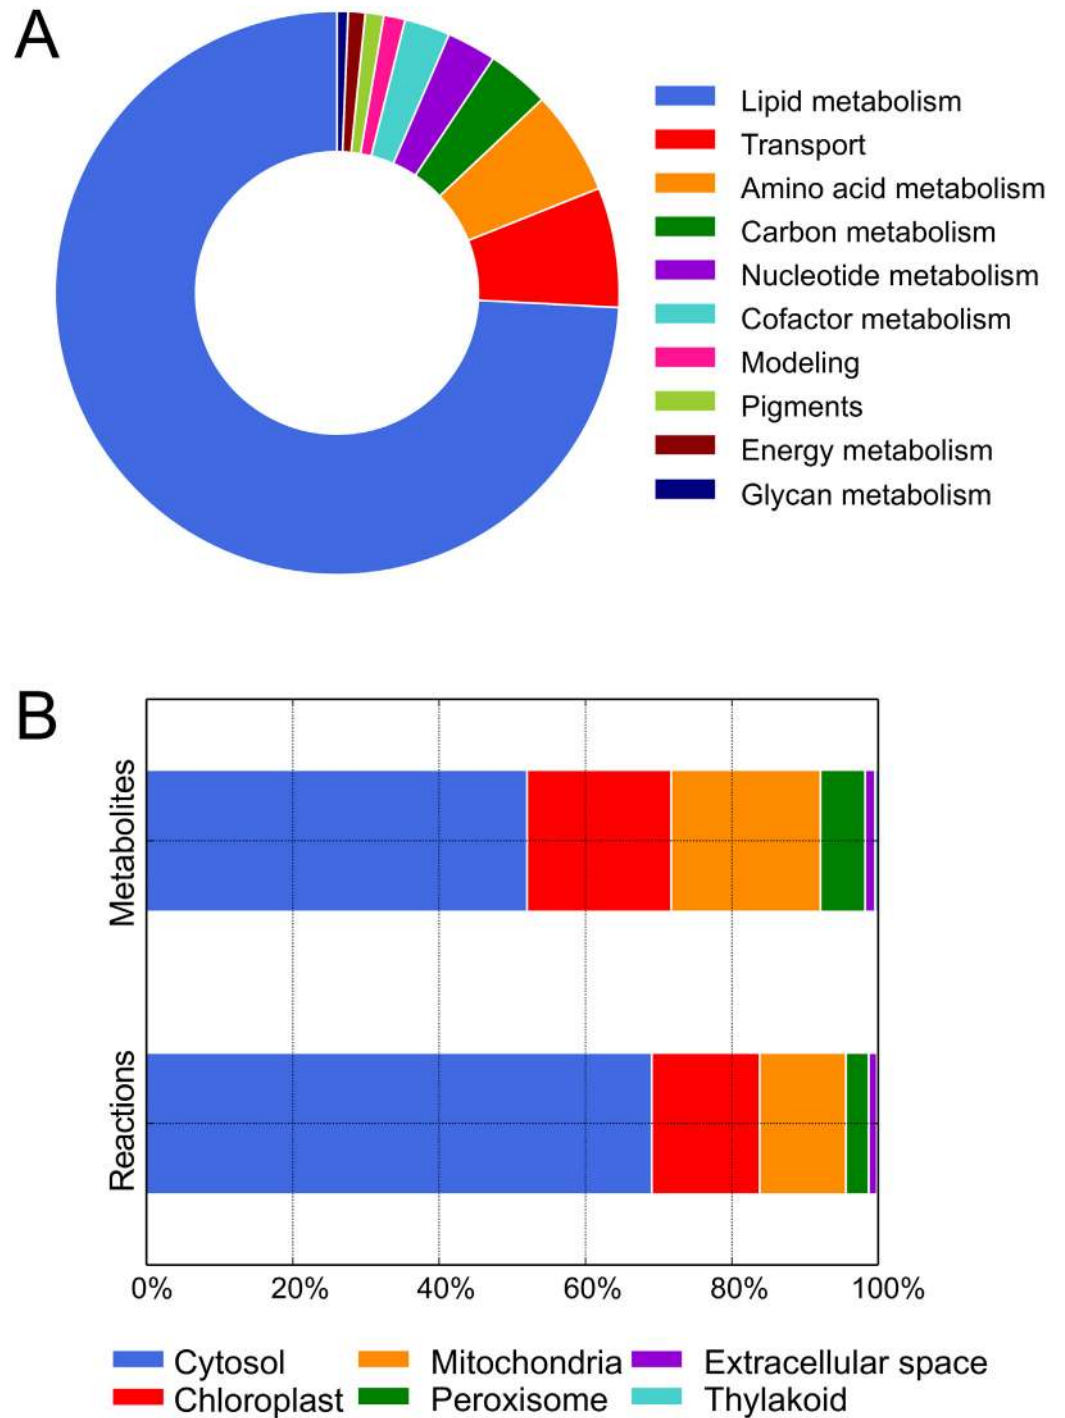 A
Lipid metabolism
Transport
Amino acid metabolism
Carbon metabolism
Nucleotide metabolism
Cofactor metabolism
Modeling
Pigments
Energy metabolism
Glycan metabolism
B
Metabolites
Reactions
0% 20% 40% 60% 80% 100%
Cytosol Mitochondria Extracellular space
Chloroplast Peroxisome Thylakoid